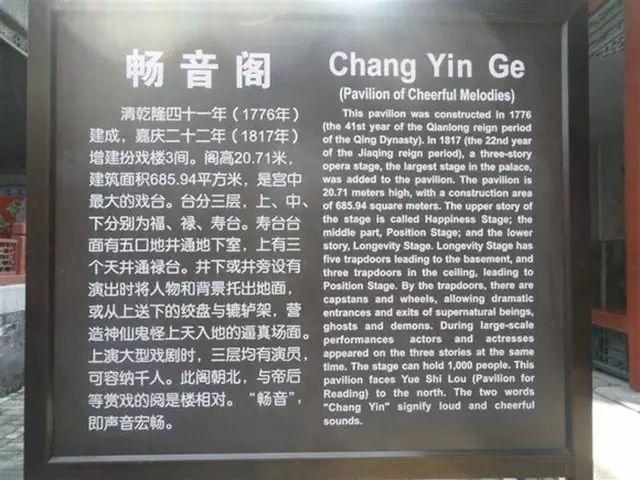 畅音阁
清乾隆四十一年（1776年）
建成，嘉庆二十二年（1817年）
增建扮戏楼3间。阁高20.71米，
建筑面积685.94平方米，是宫中
最大的戏台。台分三层，上、中、
下分别为福、禄、寿台。寿台台
面有五口地井通地下室，上有三
个天井通禄台。井下或井旁设有
演出时将人物和背景托出地面，
或从上送下的绞盘与辘轳架，营
造神仙鬼怪上天入地的逼真场面。
上演大型戏剧时，三层均有演员，
可容纳千人。此阁朝北，与帝后
等赏戏的阅是楼相对。“畅音”，
即声音宏畅。
Chang Yin Ge
(Pavilion of Cheerful Melodies)
This pavilion was constructed in 1776
(the 41st year of the Qianlong reign period
of the Qing Dynasty). In 1817 (the 22nd year
of the Jiaqing reign period), a three-story
opera stage, the largest stage in the palace,
was added to the pavilion. The pavilion is
20.71 meters high, with a construction area
of 685.94 square meters. The upper story of
the stage is called Happiness Stage; the
middle part, Position Stage; and the lower
story, Longevity Stage. Longevity Stage has
five trapdoors leading to the basement, and
three trapdoors in the ceiling, leading to
Position Stage. By the trapdoors, there are
capstans and wheels, allowing dramatic
entrances and exits of supernatural beings,
ghosts and demons. During large-scale
performances actors and actresses
appeared on the three stories at the same
time. The stage can hold 1,000 people. This
pavilion faces Yue Shi Lou (Pavilion for
Reading) to the north. The two words
"Chang Yin" signify loud and cheerful
sounds.